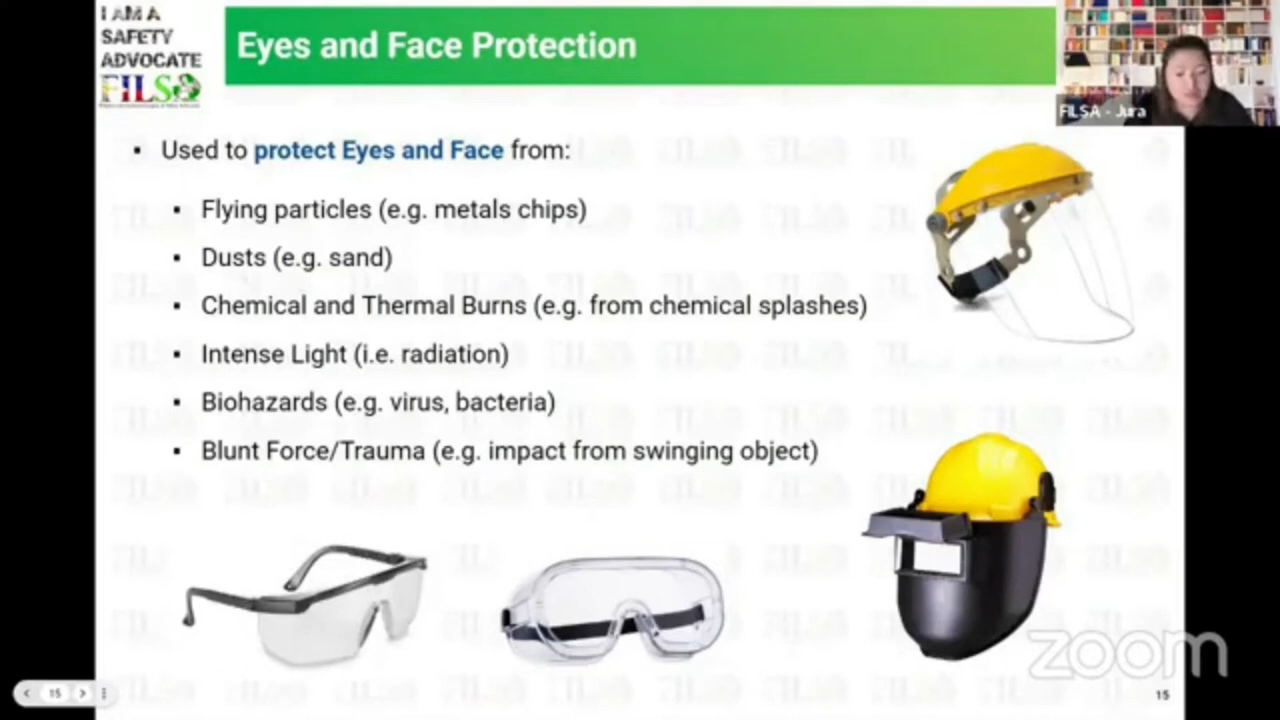 I AM A
SAFETY
ADVOCATE
FILSA
Eyes and Face Protection
FILSA - Jura
▪ Used to protect Eyes and Face from:
▪ Flying particles (e.g. metals chips)
▪ Dusts (e.g. sand)
▪ Chemical and Thermal Burns (e.g. from chemical splashes)
▪ Intense Light (i.e. radiation)
▪ Biohazards (e.g. virus, bacteria)
▪ Blunt Force/Trauma (e.g. impact from swinging object)
zoom
15
15